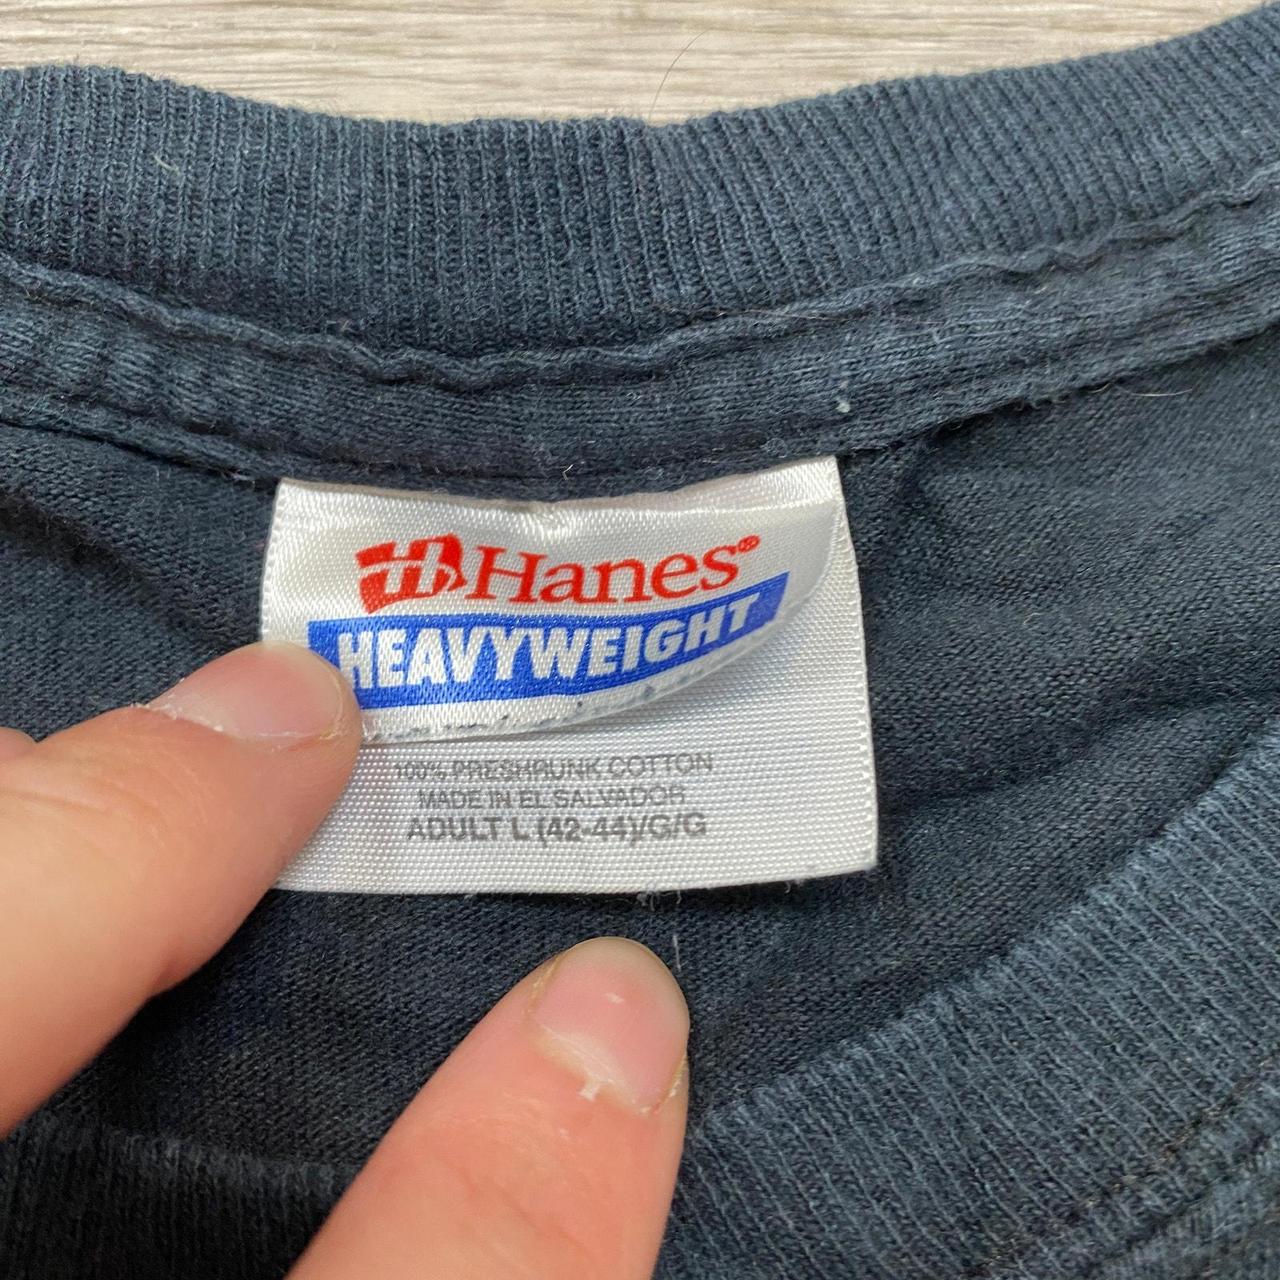 Hanes®
HEAVYWEIGHT
100% PRESHRUNK COTTON
MADE IN EL SALVADOR
ADULT L (42-44)/G/G